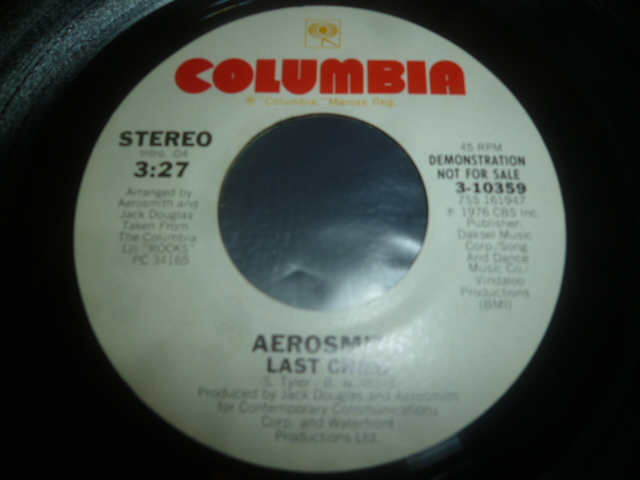 COLUMBIA
® "Columbia," Marcas Reg.
STEREO
Intro. :04
3:27
Arranged by
Aerosmith and
Jack Douglas
Taken From
The Columbia
Lp: "ROCKS"
PC 34165
45 RPM
DEMONSTRATION
NOT FOR SALE
3-10359
ZSS 161947
℗ 1976 CBS Inc.
Publisher:
Daksel Music
Corp./Song
And Dance
Music Co./
Vindaloo
Productions
(BMI)
AEROSMITH
LAST CHILD
S. Tyler - B.
Produced by Jack Douglas and Aerosmith
for Contemporary Communications
Corp. and Waterfront
Productions Ltd.